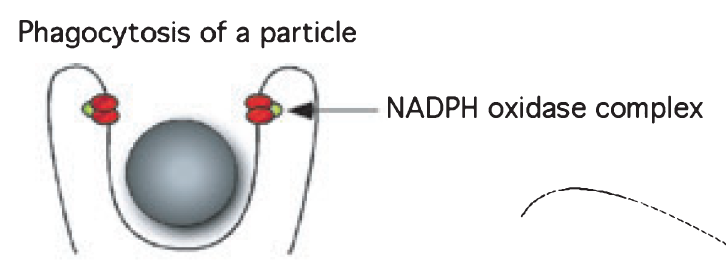 Phagocytosis of a particle
NADPH oxidase complex